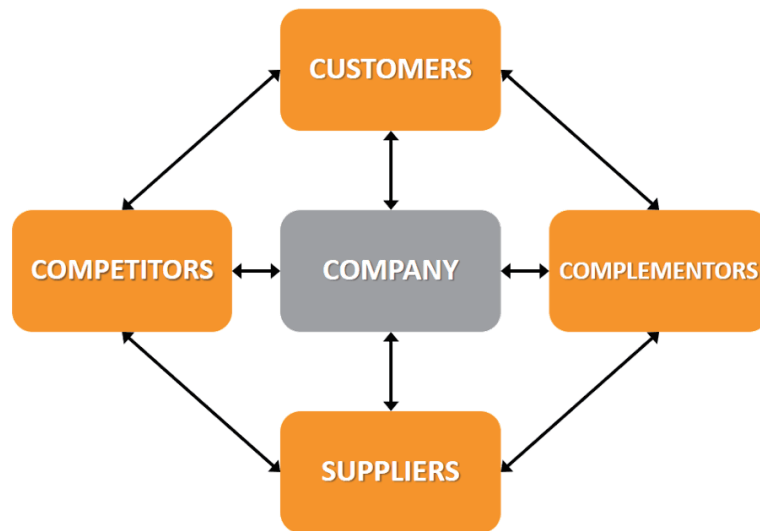 CUSTOMERS
COMPETITORS
COMPANY
COMPLEMENTORS
SUPPLIERS